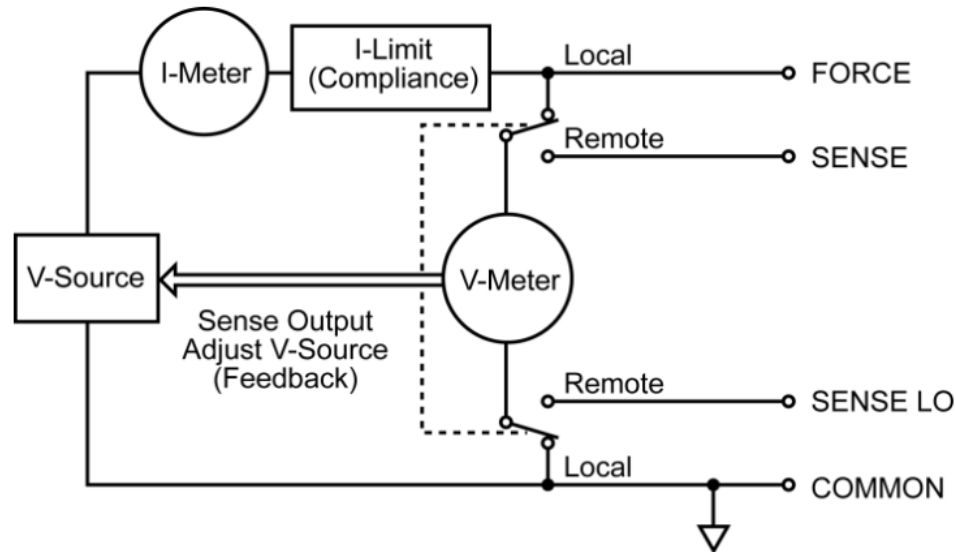 I-Meter
I-Limit
(Compliance)
Local
FORCE
Remote
SENSE
V-Source
V-Meter
Sense Output
Adjust V-Source
(Feedback)
Remote
SENSE LO
Local
COMMON